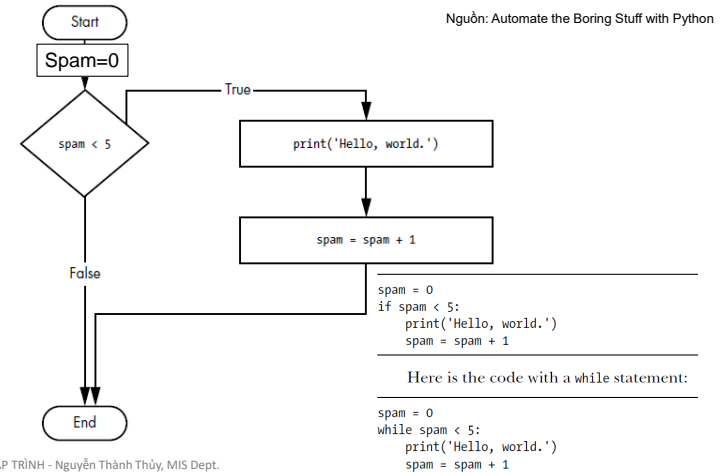 Start
Nguồn: Automate the Boring Stuff with Python
Spam=0
True
spam < 5
print('Hello, world.')
spam = spam + 1
False
spam = 0
if spam < 5:
    print('Hello, world.')
    spam = spam + 1
Here is the code with a while statement:
spam = 0
while spam < 5:
    print('Hello, world.')
    spam = spam + 1
End
ẬP TRÌNH - Nguyễn Thành Thủy, MIS Dept.